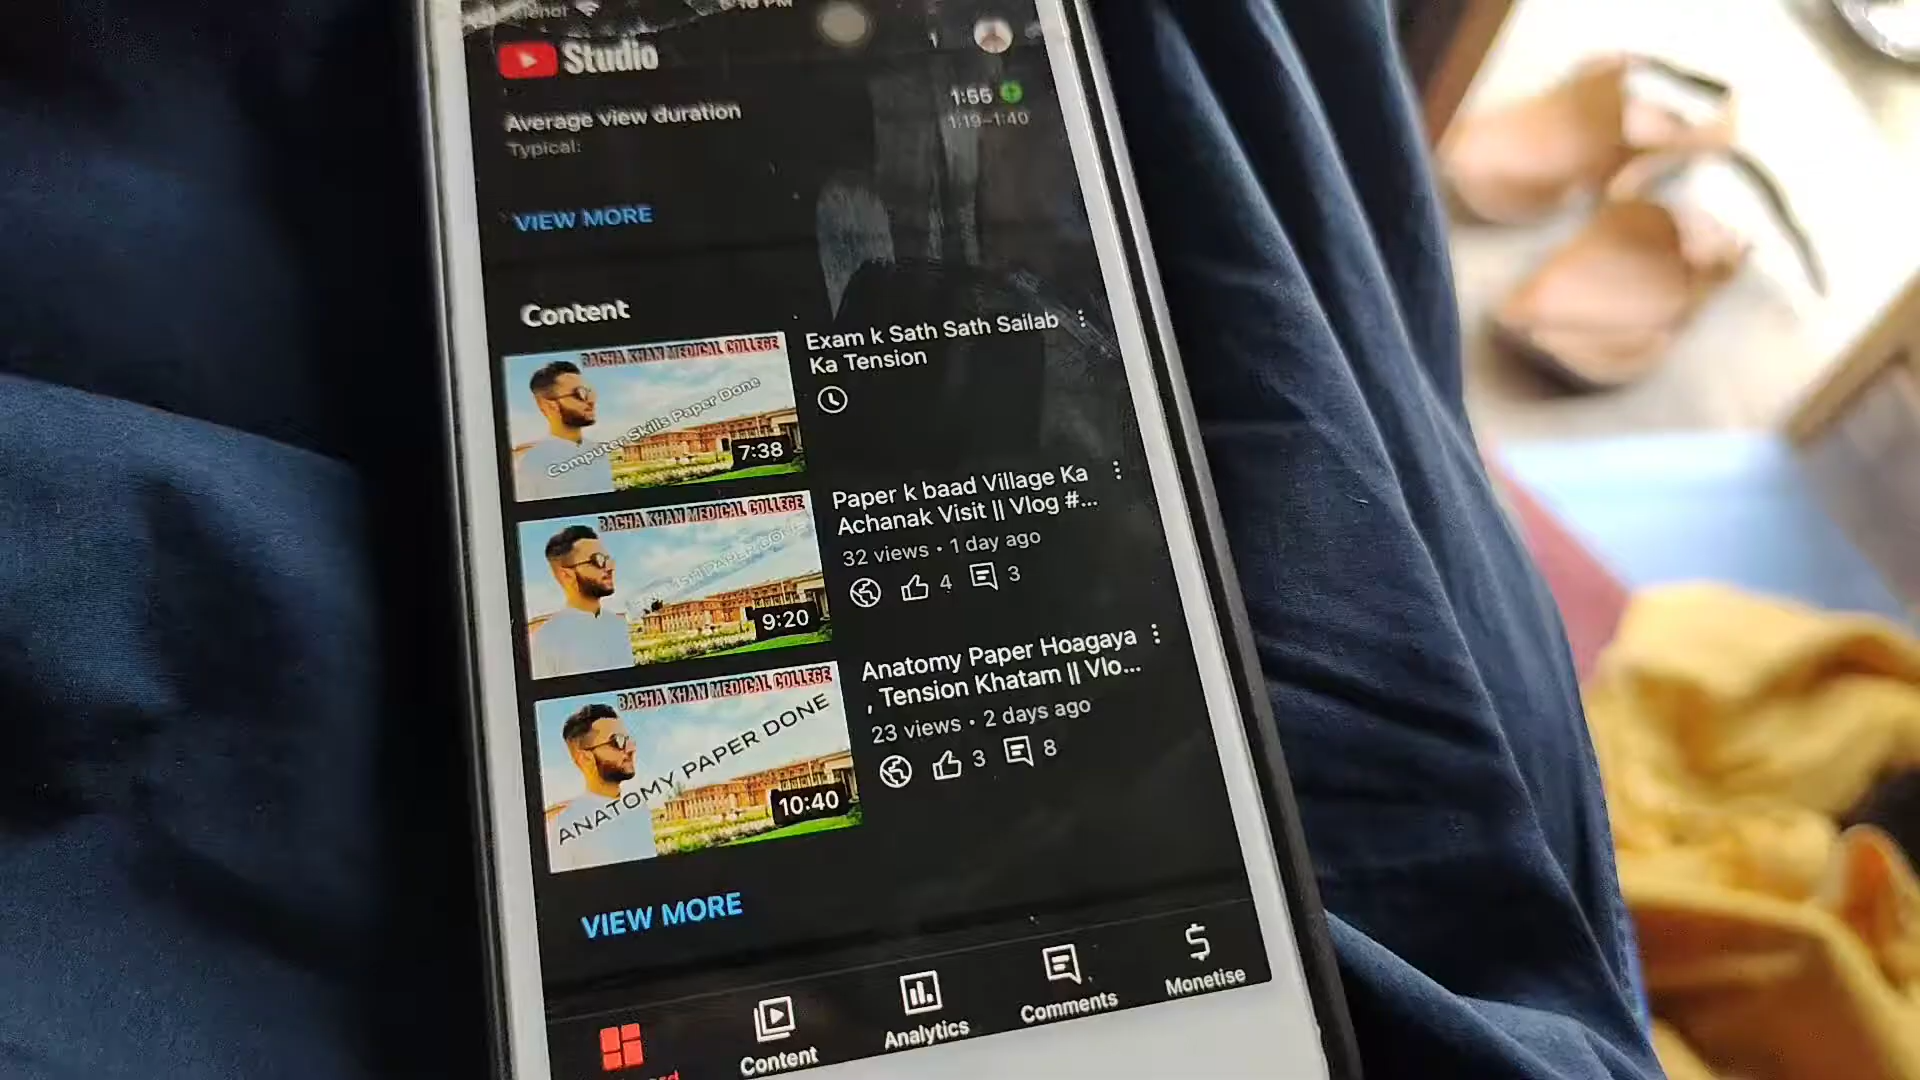 Studio
Average view duration
1:55
Typical:
1:19–1:40
VIEW MORE
Content
BACHA KHAN MEDICAL COLLEGE
Computer Skills Paper Done
7:38
Exam k Sath Sath Sailab
Ka Tension
BACHA KHAN MEDICAL COLLEGE
9:20
Paper k baad Village Ka
Achanak Visit || Vlog #...
32 views • 1 day ago
4
3
BACHA KHAN MEDICAL COLLEGE
ANATOMY PAPER DONE
10:40
Anatomy Paper Hoagaya
, Tension Khatam || Vlo...
23 views • 2 days ago
3
8
VIEW MORE
Content
Analytics
Comments
Monetise